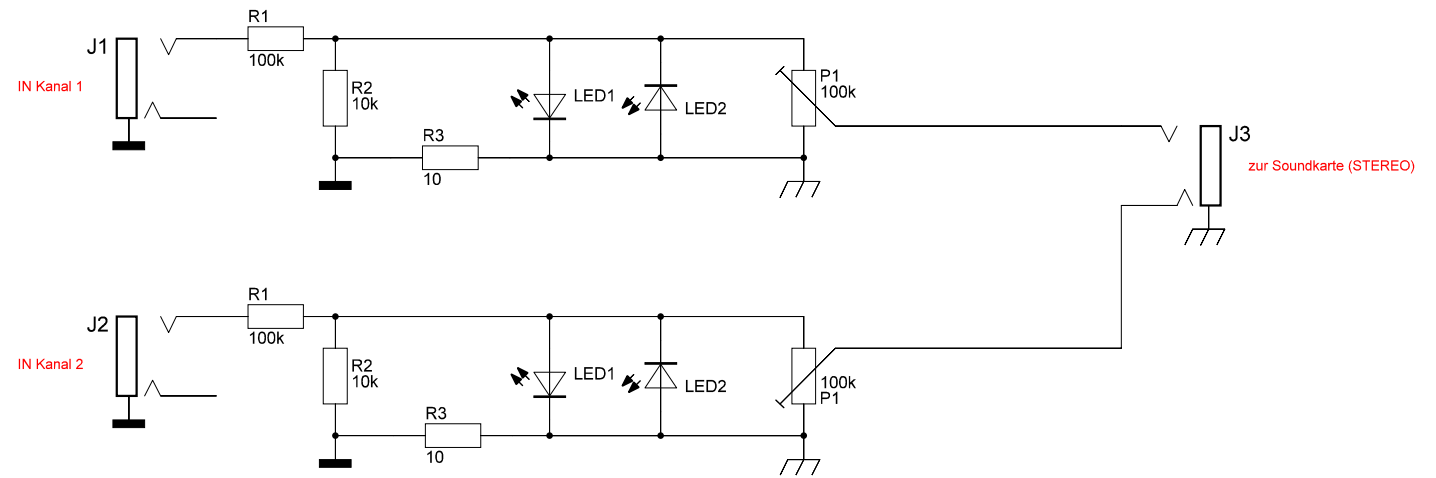 R1
J1
100k
IN Kanal 1
R2
10k
LED1
LED2
P1
100k
R3
10
J3
zur Soundkarte (STEREO)
R1
J2
100k
IN Kanal 2
R2
10k
LED1
LED2
100k
P1
R3
10